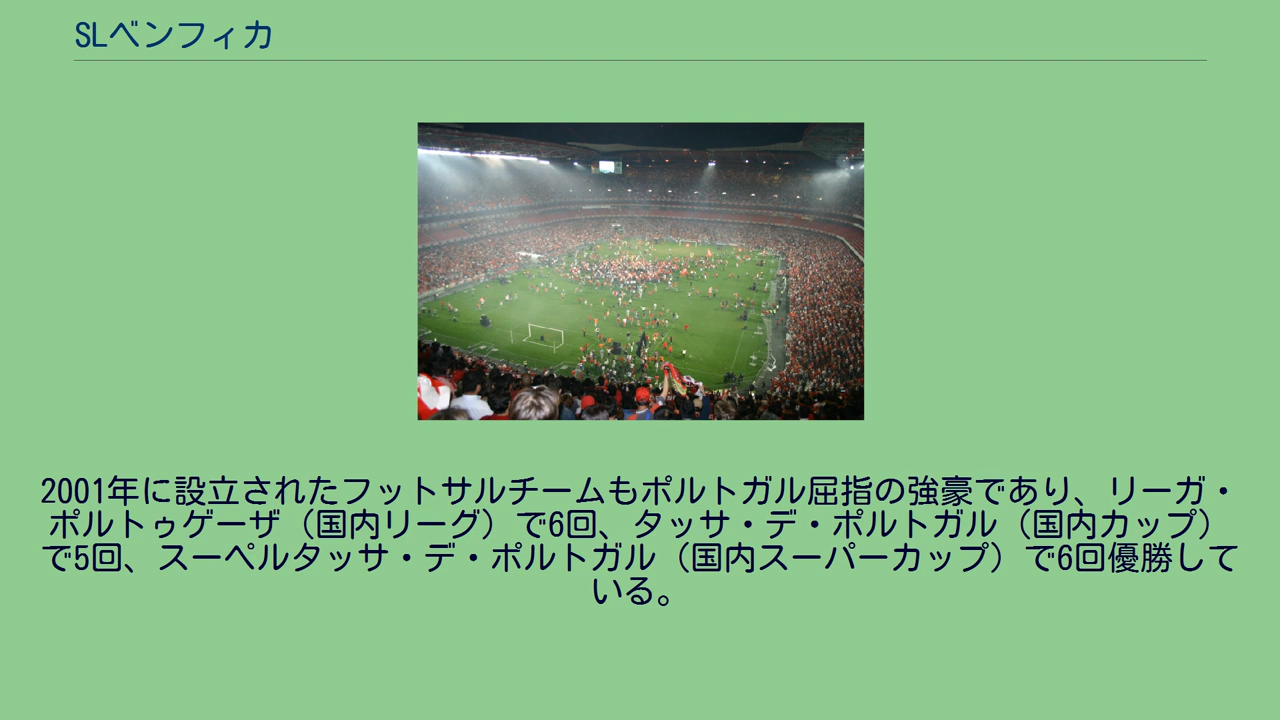 SLベンフィカ
2001年に設立されたフットサルチームもポルトガル屈指の強豪であり、リーガ・
ポルトゥゲーザ（国内リーグ）で6回、タッサ・デ・ポルトガル（国内カップ）
で5回、スーペルタッサ・デ・ポルトガル（国内スーパーカップ）で6回優勝して
いる。